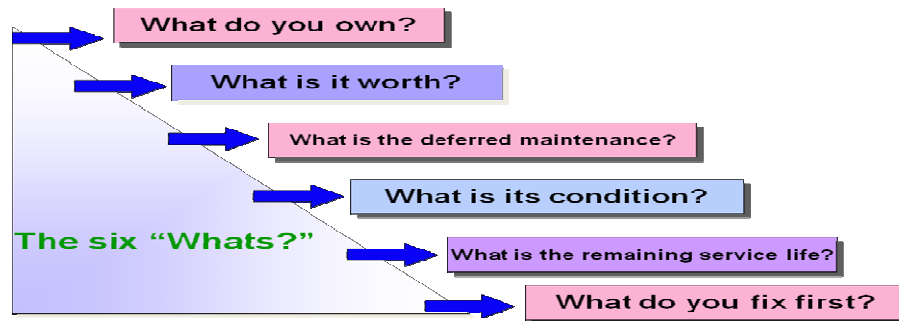 What do you own?
What is it worth?
What is the deferred maintenance?
What is its condition?
The six “Whats?”
What is the remaining service life?
What do you fix first?